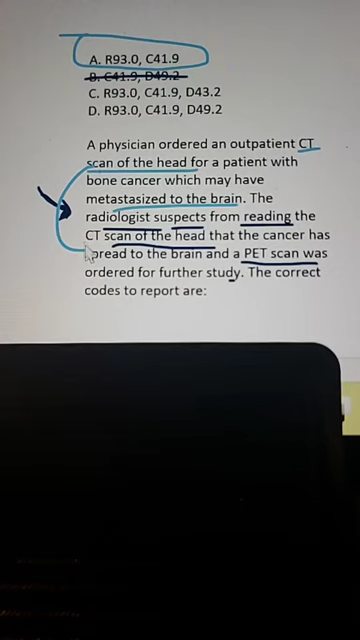 A. R93.0, C41.9
B. C41.9, D49.2
C. R93.0, C41.9, D43.2
D. R93.0, C41.9, D49.2
A physician ordered an outpatient CT
scan of the head for a patient with
bone cancer which may have
metastasized to the brain. The
radiologist suspects from reading the
CT scan of the head that the cancer has
spread to the brain and a PET scan was
ordered for further study. The correct
codes to report are: